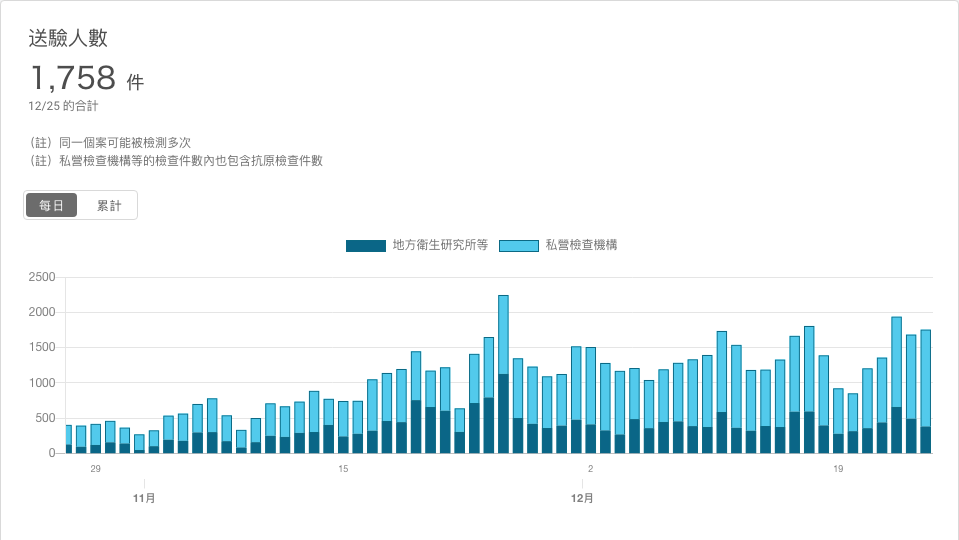 送驗人數
1,758 件
12/25 的合計
（註）同一個案可能被檢測多次
（註）私營檢查機構等的檢查件數內也包含抗原檢查件數
每日 累計
地方衛生研究所等 私營檢查機構
2500
2000
1500
1000
500
0
29 15 2 19
11月 12月